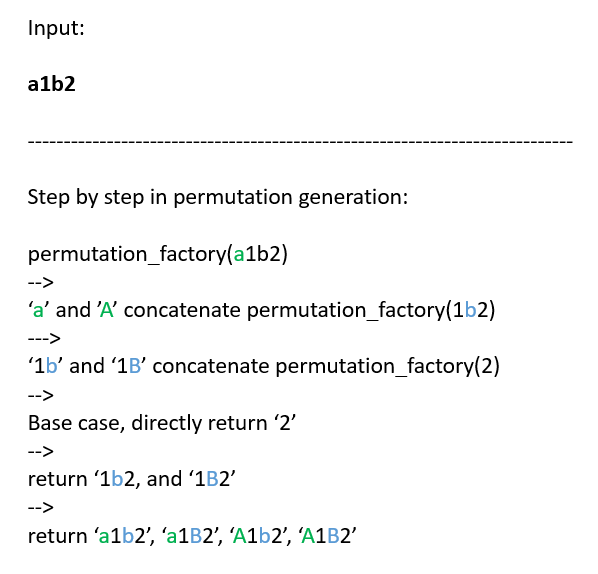 Input:
a1b2
-----------------------------------------------------------------------------
Step by step in permutation generation:
permutation_factory(a1b2)
-->
‘a’ and ’A’ concatenate permutation_factory(1b2)
--->
‘1b’ and ‘1B’ concatenate permutation_factory(2)
-->
Base case, directly return ‘2’
-->
return ‘1b2, and ‘1B2’
-->
return ‘a1b2’, ‘a1B2’, ‘A1b2’, ‘A1B2’